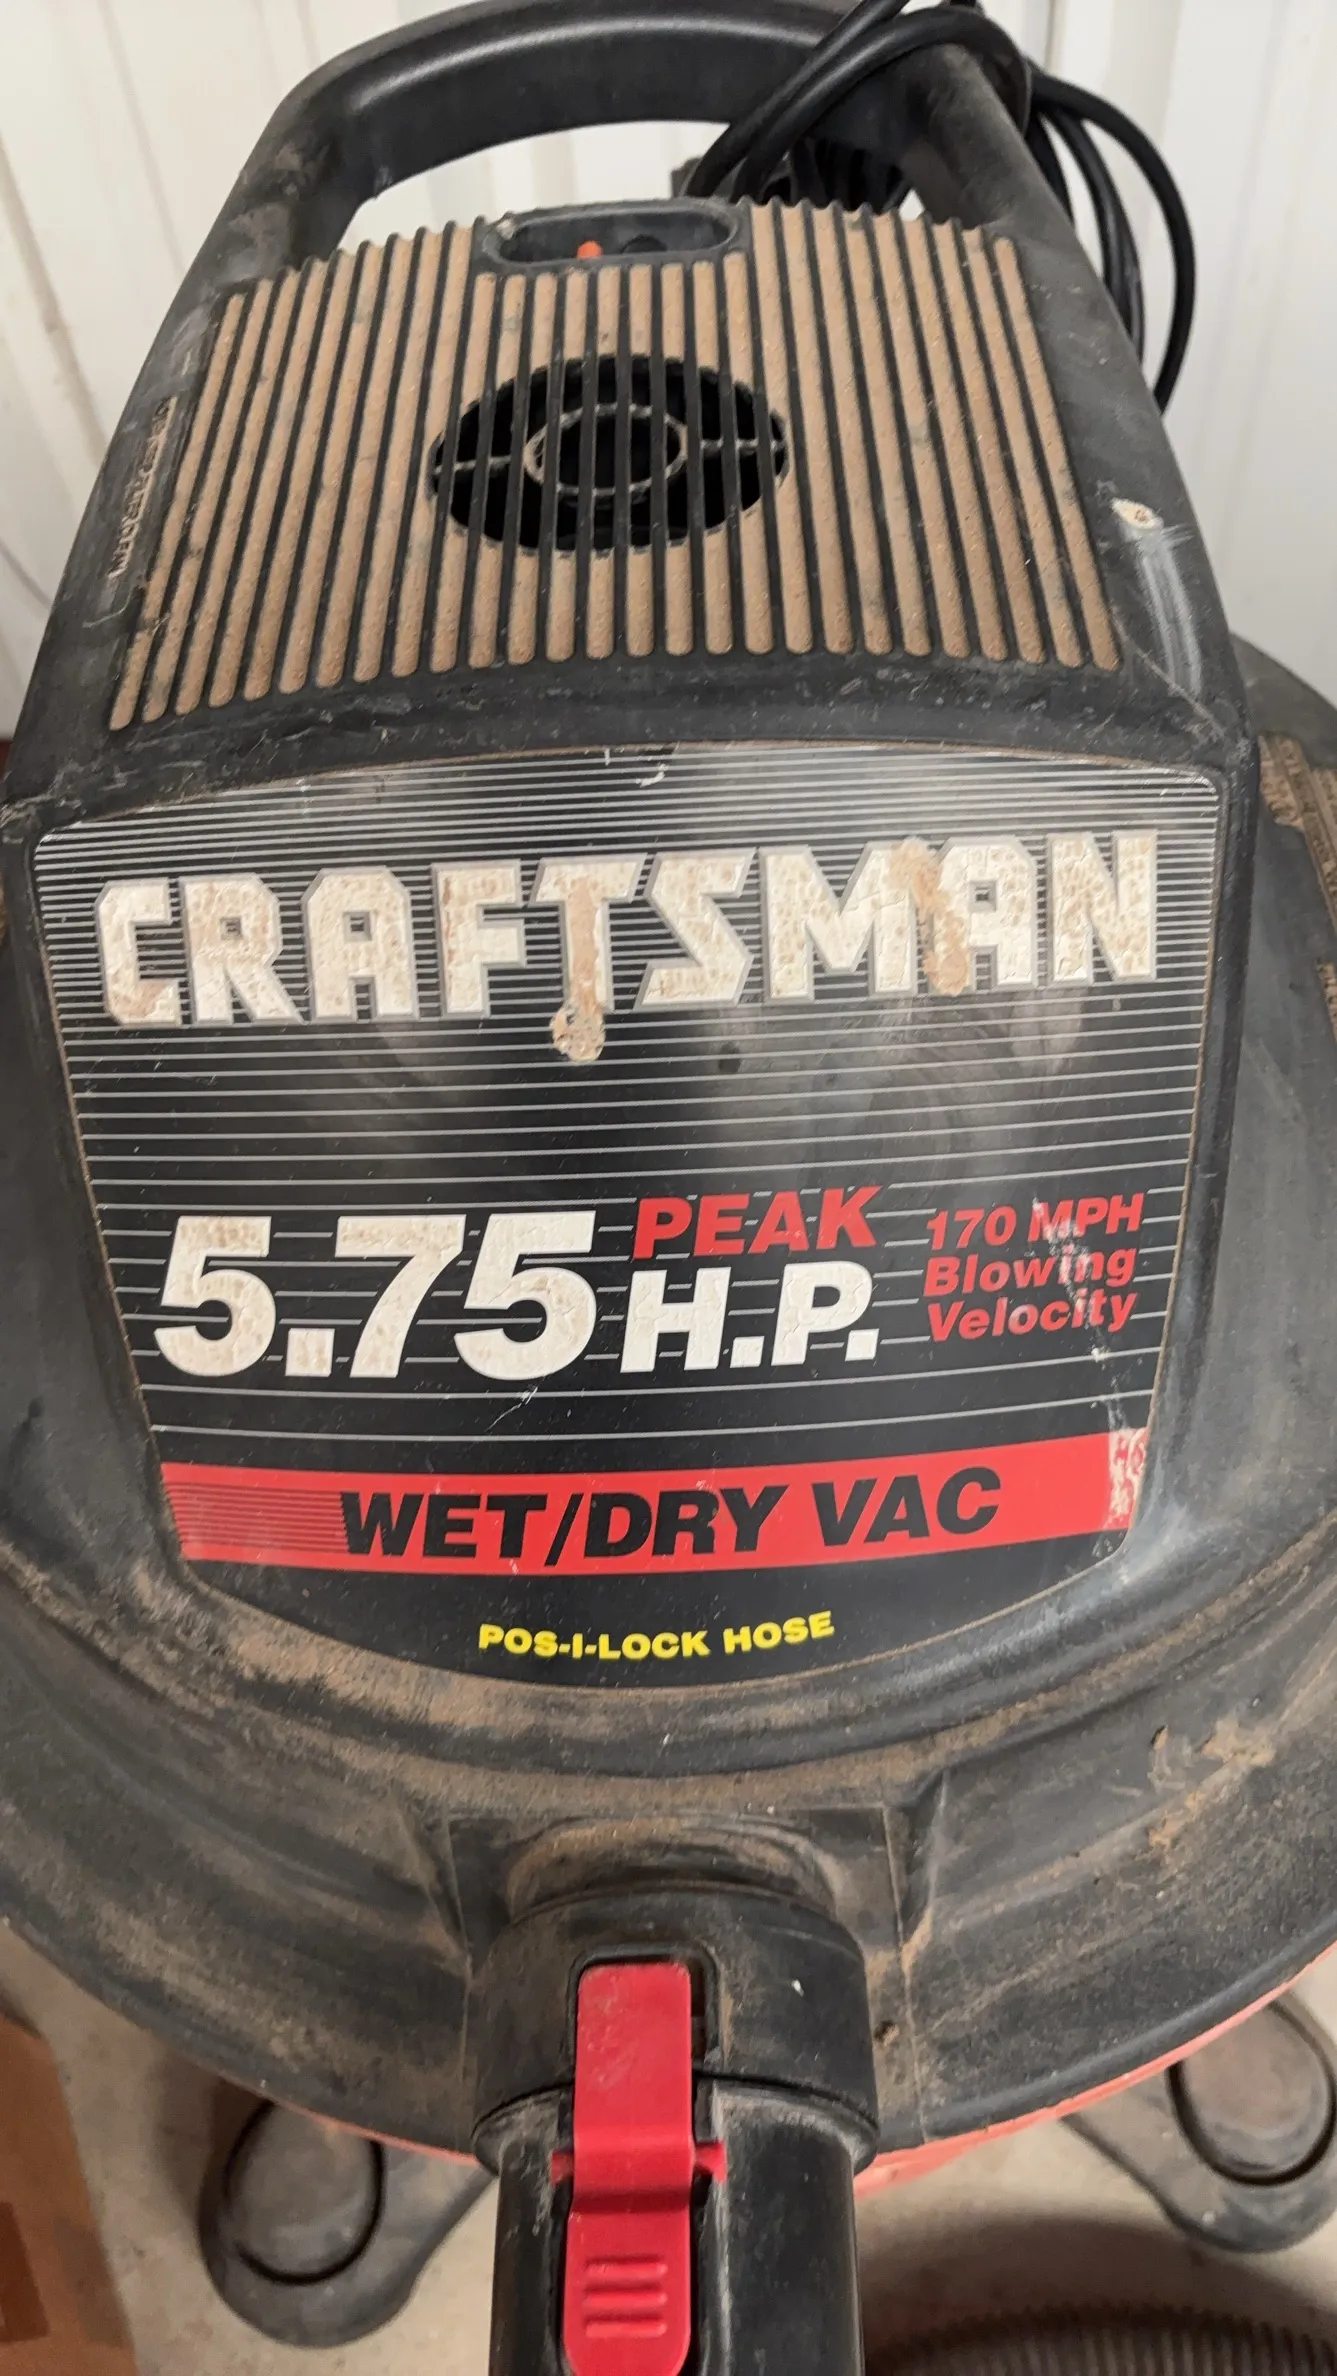 CRAFTSMAN
5.75 PEAK H.P.
170 MPH
Blowing
Velocity
WET/DRY VAC
POS-I-LOCK HOSE